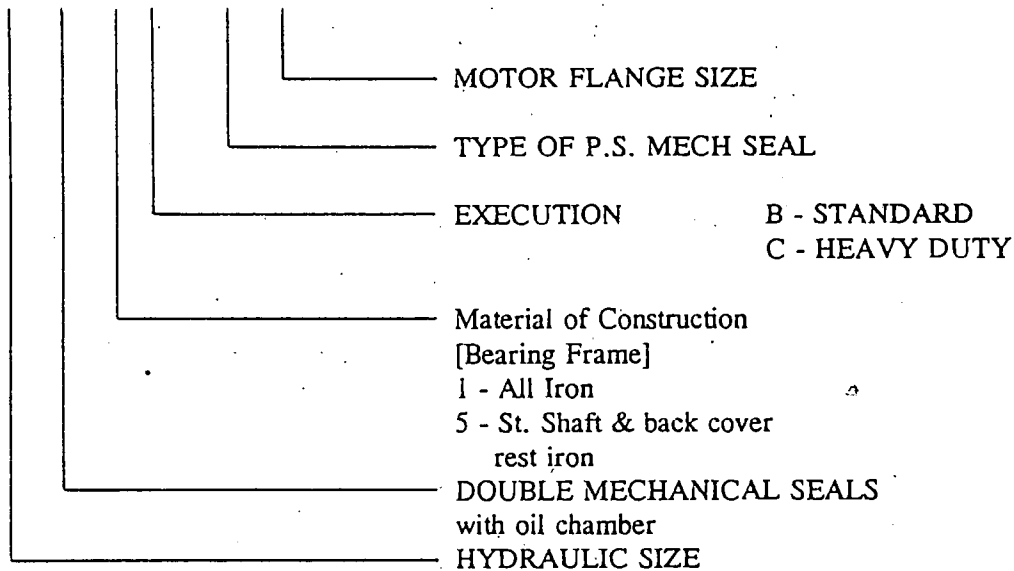 MOTOR FLANGE SIZE
TYPE OF P.S. MECH SEAL
EXECUTION B - STANDARD
C - HEAVY DUTY
Material of Construction
[Bearing Frame]
1 - All Iron
5 - St. Shaft & back cover
rest iron
DOUBLE MECHANICAL SEALS
with oil chamber
HYDRAULIC SIZE